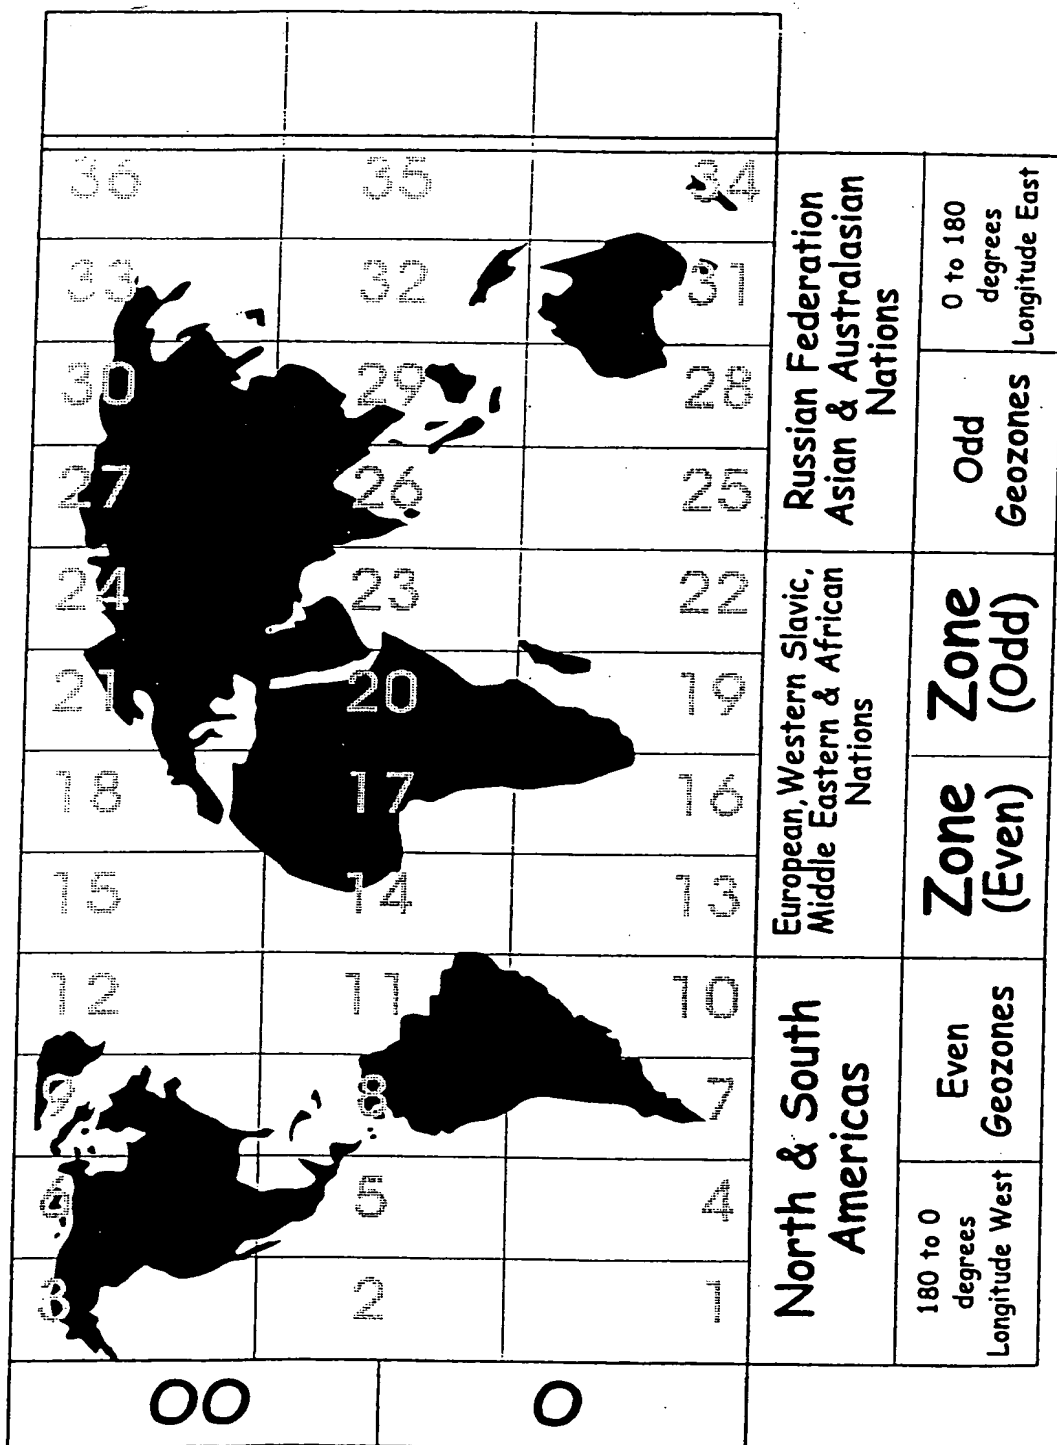 36
35
34
33
32
31
30
29
28
27
26
25
24
23
22
21
20
19
18
17
16
15
14
13
12
11
10
9
8
7
6
5
4
3
2
1
OO
O
North & South
Americas
European, Western Slavic,
Middle Eastern & African
Nations
Russian Federation
Asian & Australasian
Nations
180 to 0
degrees
Longitude West
Even
Geozones
Zone
(Even)
Zone
(Odd)
Odd
Geozones
0 to 180
degrees
Longitude East